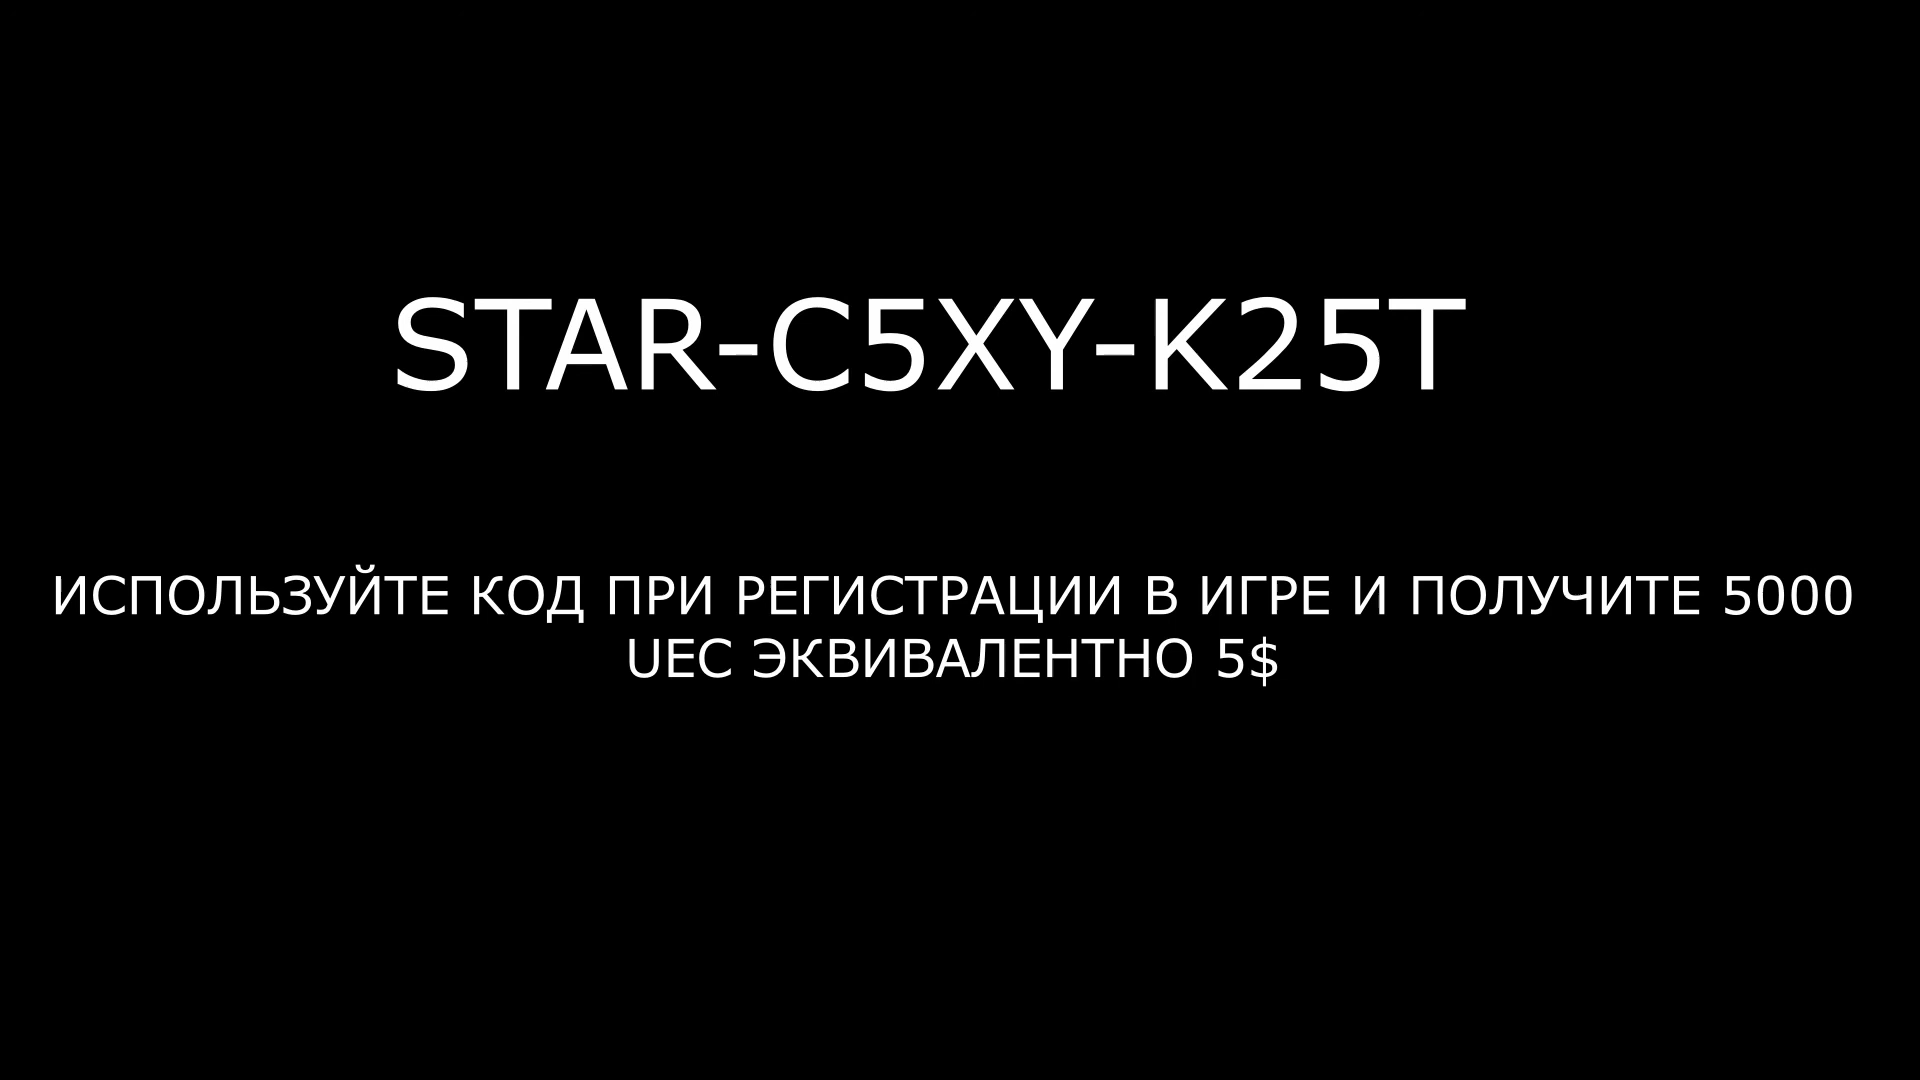 STAR-C5XY-K25T
ИСПОЛЬЗУЙТЕ КОД ПРИ РЕГИСТРАЦИИ В ИГРЕ И ПОЛУЧИТЕ 5000
UEC ЭКВИВАЛЕНТНО 5$